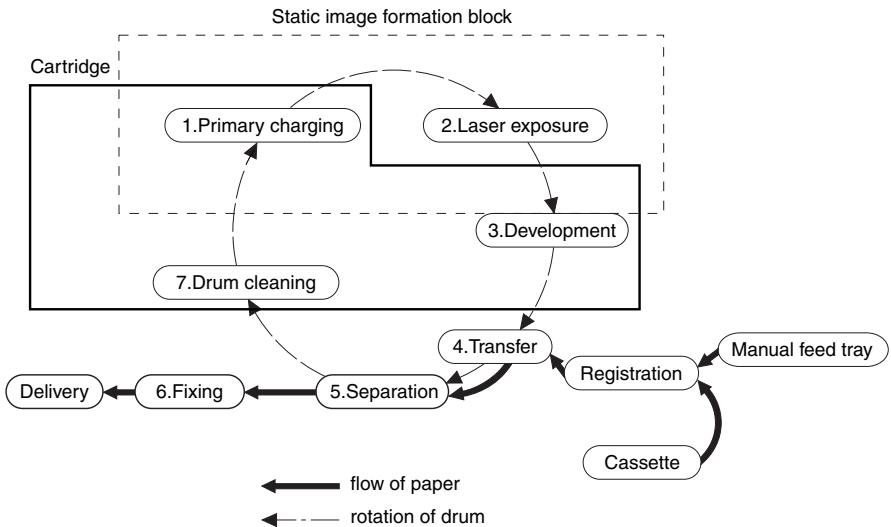 Static image formation block
Cartridge
1.Primary charging
2.Laser exposure
3.Development
7.Drum cleaning
4.Transfer
Manual feed tray
Registration
Delivery
6.Fixing
5.Separation
Cassette
flow of paper
rotation of drum